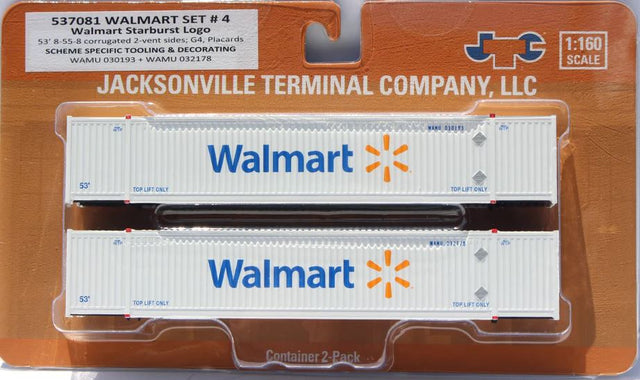 537081 WALMART SET # 4
Walmart Starburst Logo
53' 8-55-8 corrugated 2-vent sides; G4, Placards
SCHEME SPECIFIC TOOLING & DECORATING
WAMU 030193 + WAMU 032178
1:160
SCALE
JACKSONVILLE TERMINAL COMPANY, LLC
WAMU 030193
Walmart
53'
TOP LIFT ONLY
TOP LIFT ONLY
WAMU 032178
Walmart
53'
TOP LIFT ONLY
TOP LIFT ONLY
Container 2-Pack